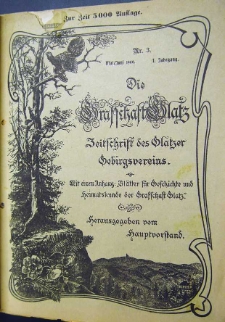 Zur Zeit 3000 Auflage.
Nr. 3.
1. Jahrgang.
Die
Grafschaft Glatz
Zeitschrift des Glatzer
Gebirgsvereins.
Mit einem Anhang: Blätter für Geschichte und
Heimatkunde der Grafschaft Glatz.
Herausgegeben vom
Hauptvorstand.